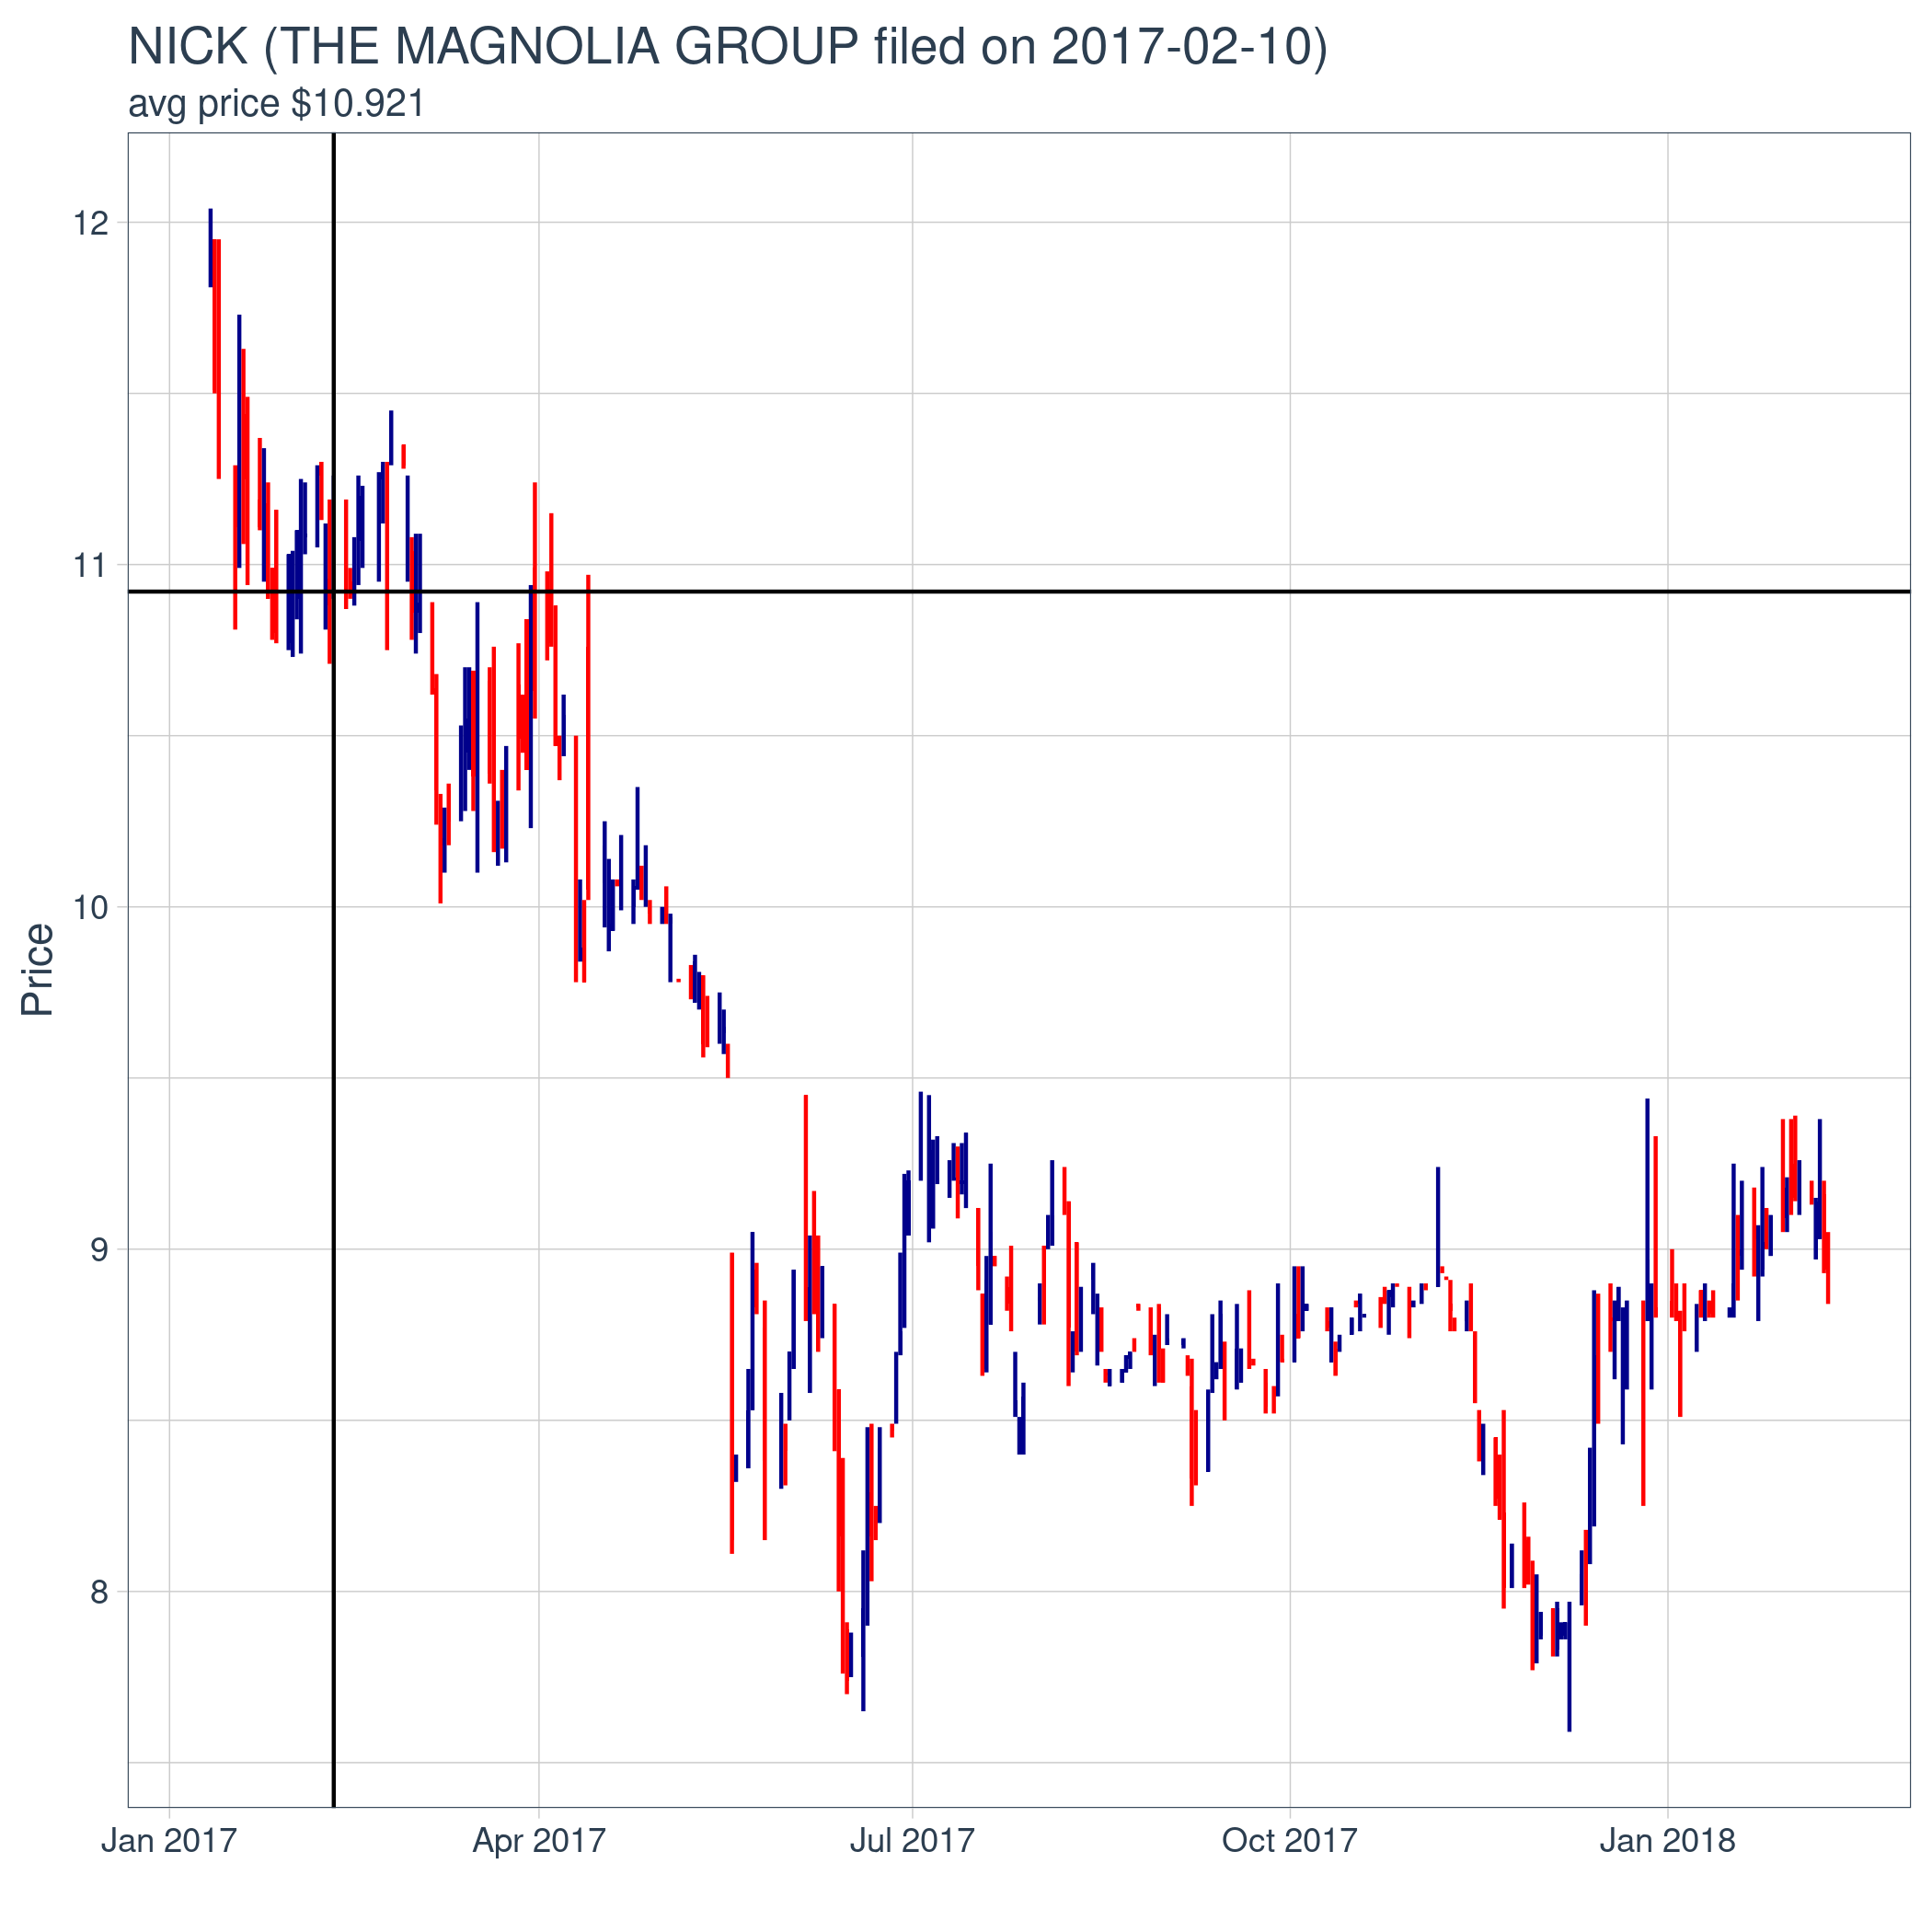 NICK (THE MAGNOLIA GROUP filed on 2017-02-10)
avg price $10.921
12
11
10
9
8
Price
Jan 2017
Apr 2017
Jul 2017
Oct 2017
Jan 2018